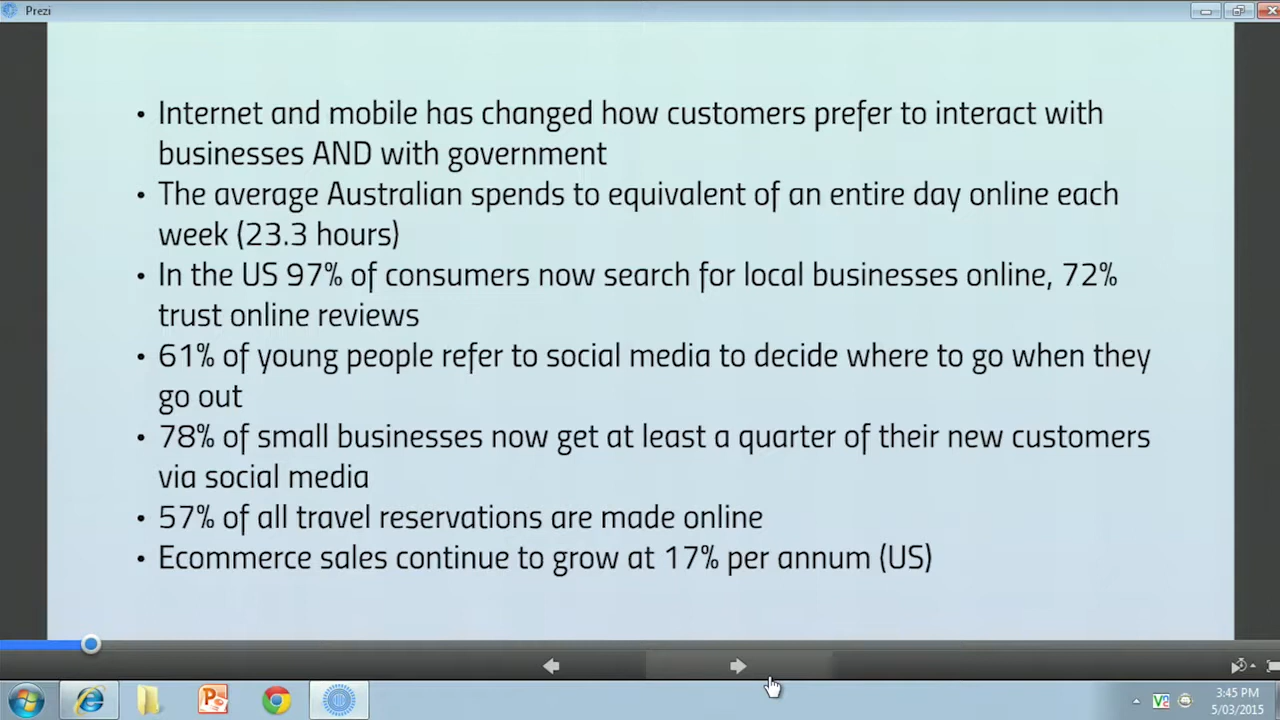 Prezi
• Internet and mobile has changed how customers prefer to interact with
businesses AND with government
• The average Australian spends to equivalent of an entire day online each
week (23.3 hours)
• In the US 97% of consumers now search for local businesses online, 72%
trust online reviews
• 61% of young people refer to social media to decide where to go when they
go out
• 78% of small businesses now get at least a quarter of their new customers
via social media
• 57% of all travel reservations are made online
• Ecommerce sales continue to grow at 17% per annum (US)
3:45 PM
5/03/2015